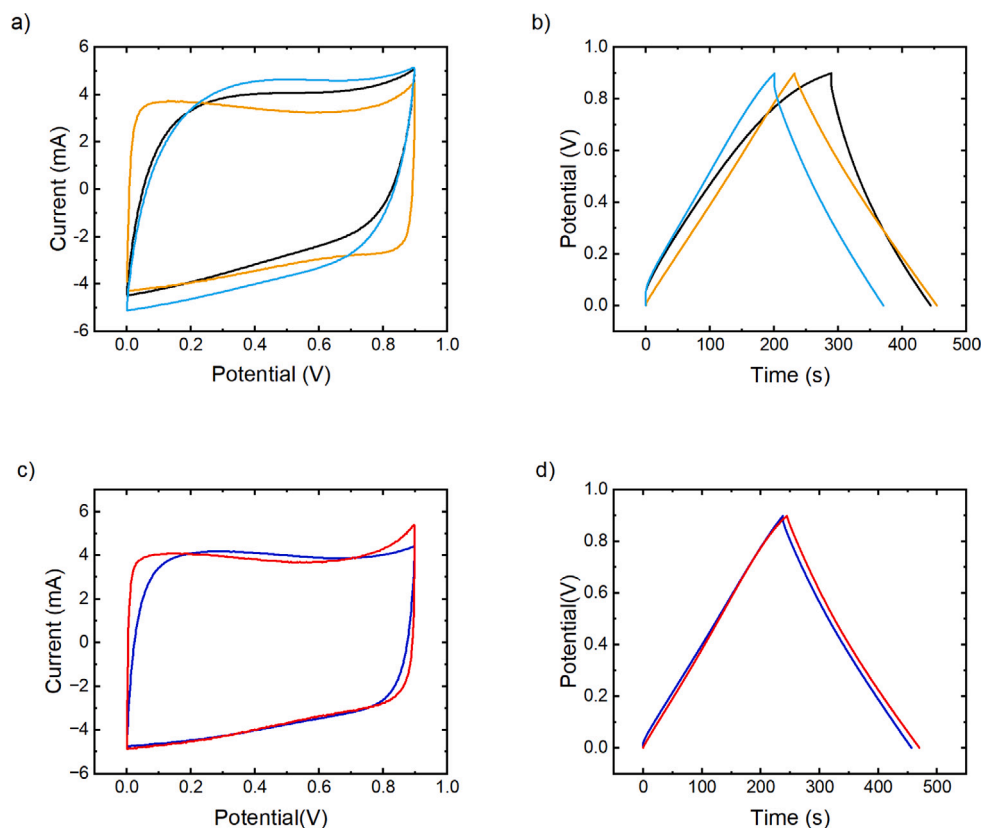 a)
6
4
2
0
-2
-4
-6
Current (mA)
0.0 0.2 0.4 0.6 0.8 1.0
Potential (V)
b)
1.0
0.8
0.6
0.4
0.2
0.0
Potential (V)
0 100 200 300 400 500
Time (s)
c)
6
4
2
0
−2
−4
−6
Current (mA)
0.0 0.2 0.4 0.6 0.8 1.0
Potential(V)
d)
1.0
0.8
0.6
0.4
0.2
0.0
Potential(V)
0 100 200 300 400 500
Time (s)